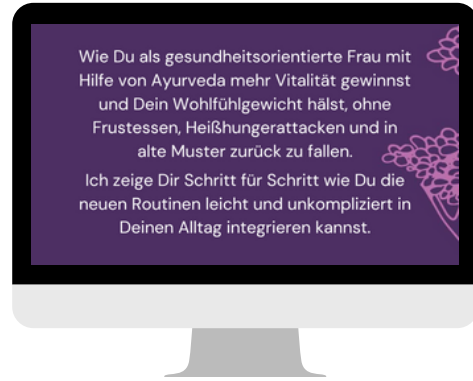 Wie Du als gesundheitsorientierte Frau mit
Hilfe von Ayurveda mehr Vitalität gewinnst
und Dein Wohlfühlgewicht hälst, ohne
Frustessen, Heißhungerattacken und in
alte Muster zurück zu fallen.
Ich zeige Dir Schritt für Schritt wie Du die
neuen Routinen leicht und unkompliziert in
Deinen Alltag integrieren kannst.